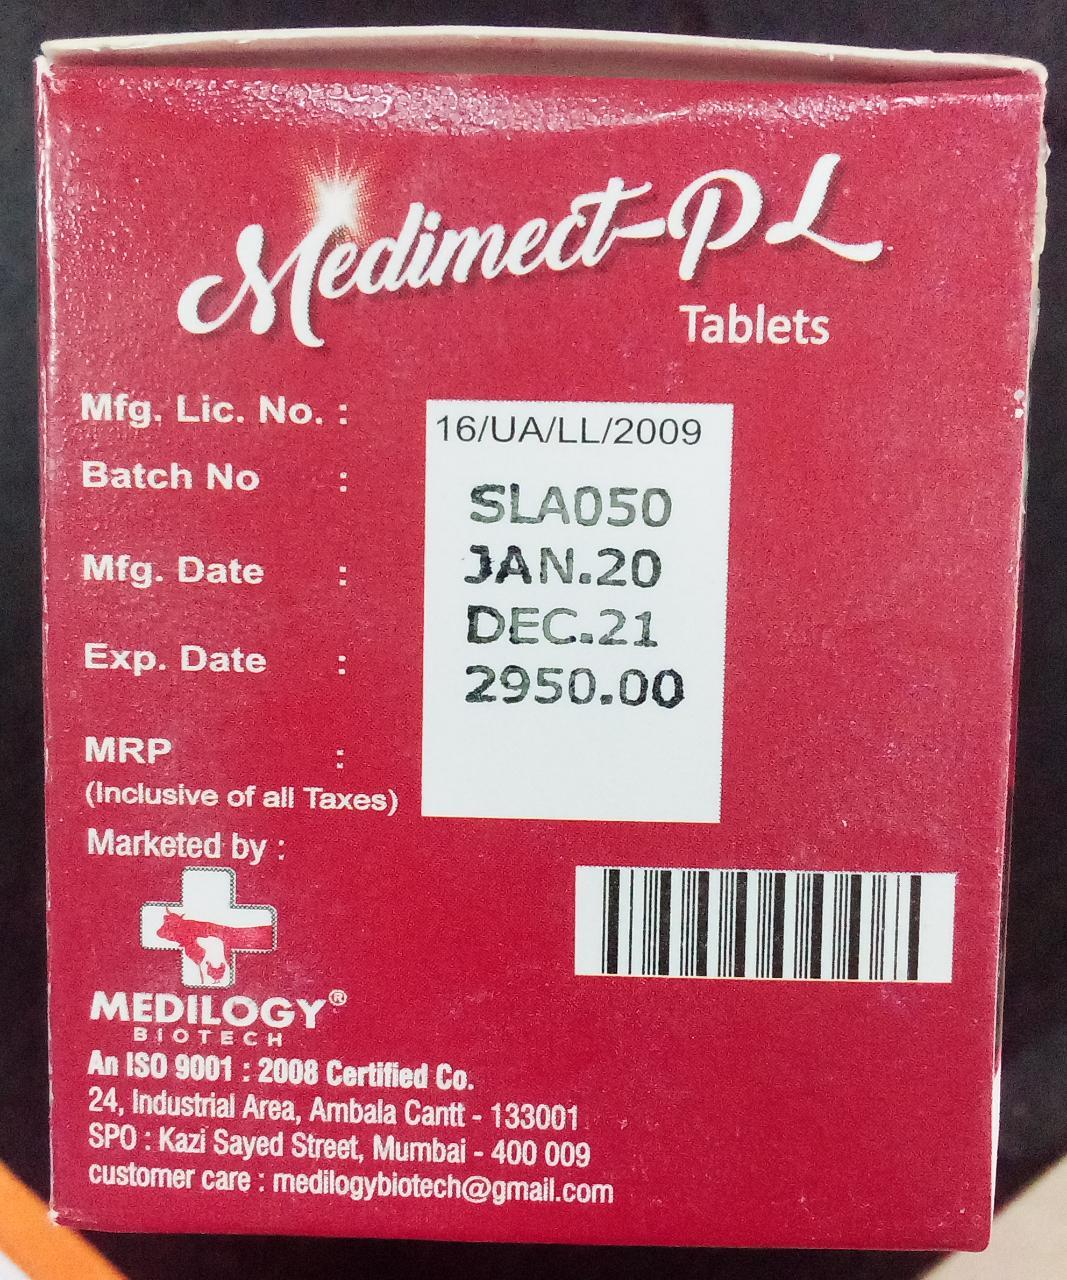 Medimect-PL
Tablets
Mfg. Lic. No. : 16/UA/LL/2009
Batch No : SLA050
Mfg. Date : JAN.20
Exp. Date : DEC.21
MRP : 2950.00
(Inclusive of all Taxes)
Marketed by :
MEDILOGY®
BIOTECH
An ISO 9001 : 2008 Certified Co.
24, Industrial Area, Ambala Cantt - 133001
SPO : Kazi Sayed Street, Mumbai - 400 009
customer care : medilogybiotech@gmail.com